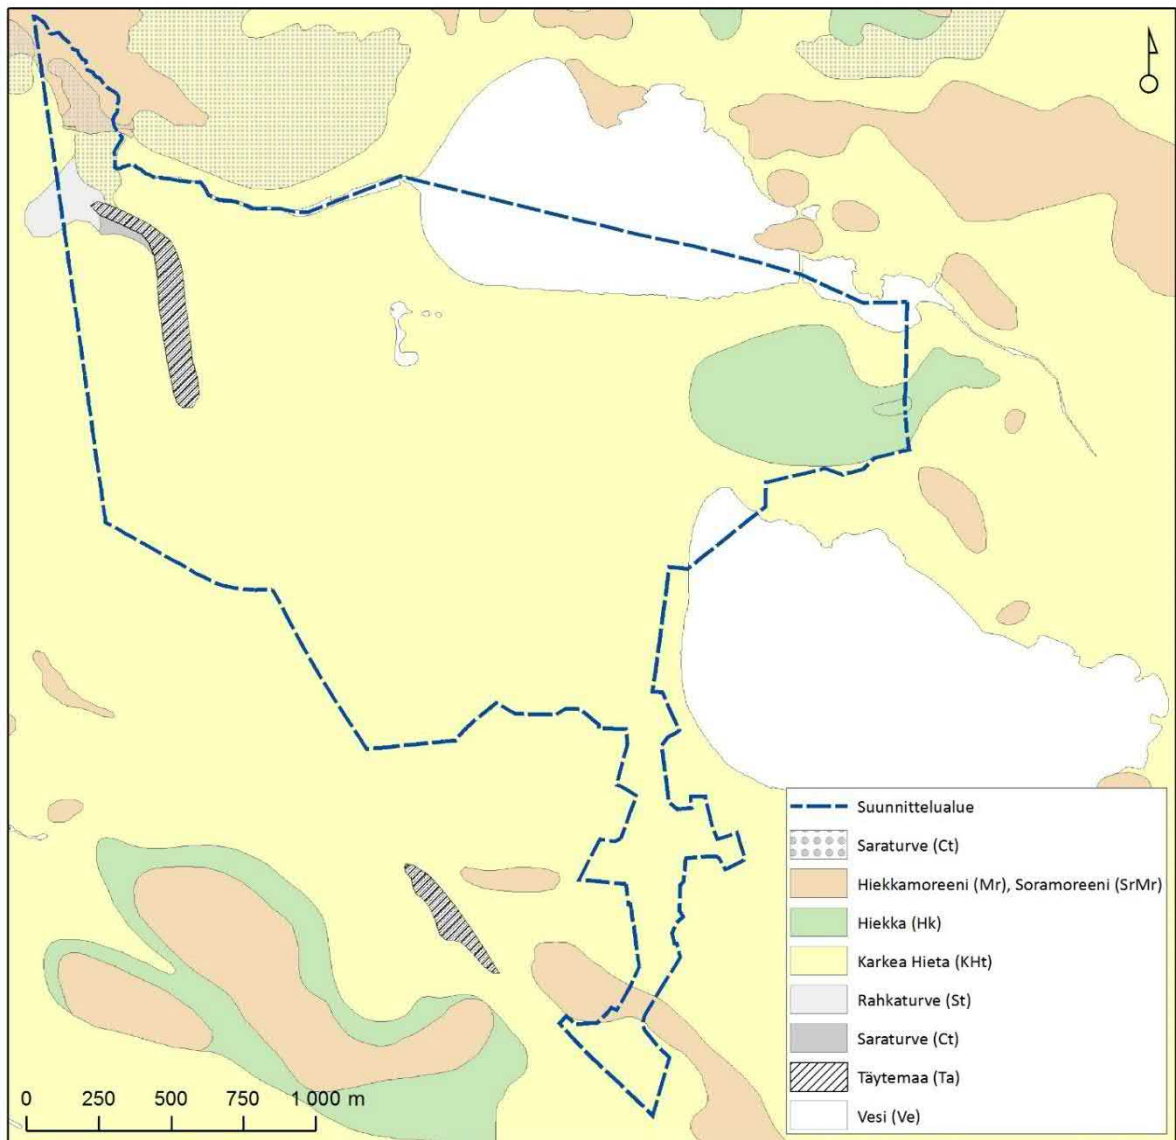 Suunnittelualue
Saraturve (Ct)
Hiekkamoreeni (Mr), Soramoreeni (SrMr)
Hiekka (Hk)
Karkea Hieta (KHt)
Rahkaturve (St)
Saraturve (Ct)
Täytemaa (Ta)
Vesi (Ve)
0 250 500 750 1 000 m